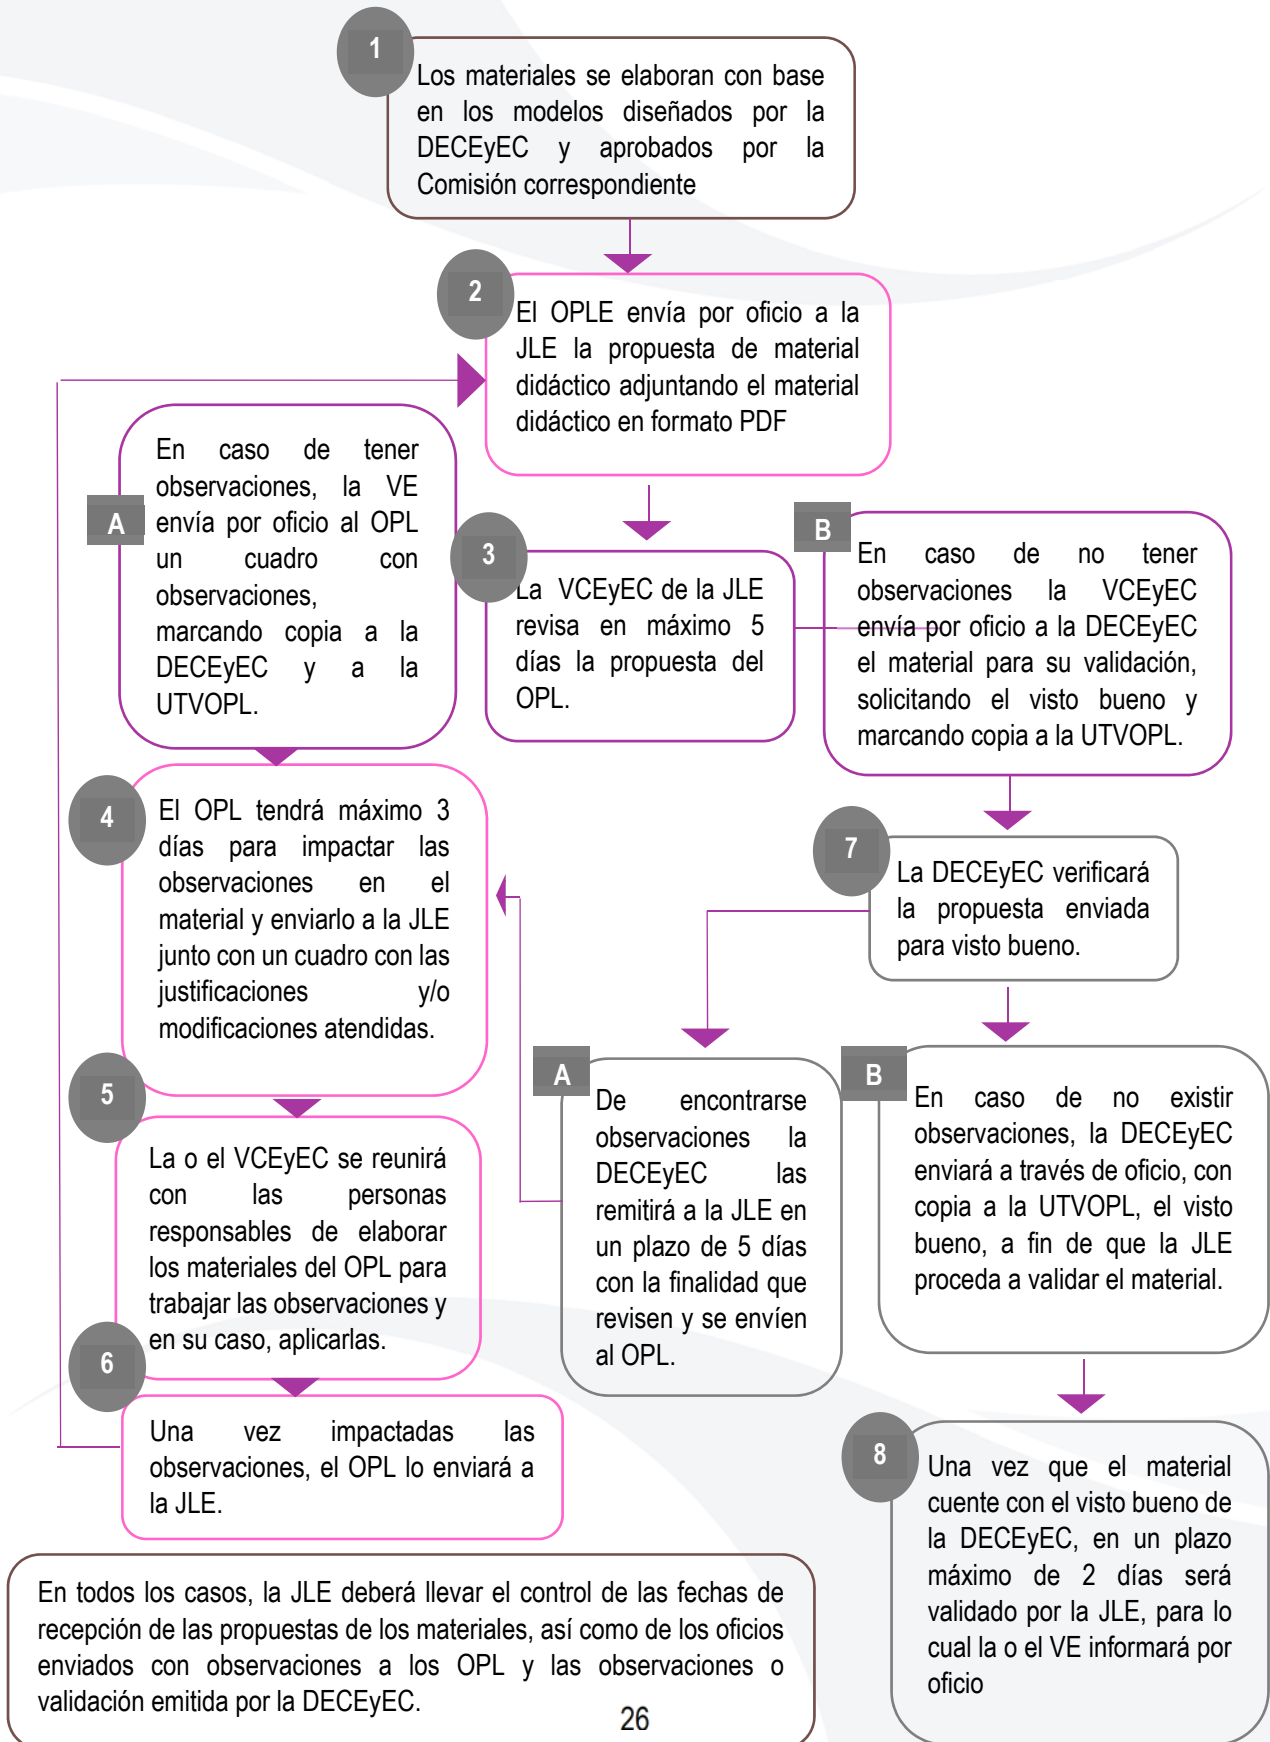 1
Los materiales se elaboran con base
en los modelos diseñados por la
DECEyEC y aprobados por la
Comisión correspondiente
2
El OPLE envía por oficio a la
JLE la propuesta de material
didáctico adjuntando el material
didáctico en formato PDF
A
En caso de tener
observaciones, la VE
envía por oficio al OPL
un cuadro con
observaciones,
marcando copia a la
DECEyEC y a la
UTVOPL.
3
La VCEyEC de la JLE
revisa en máximo 5
días la propuesta del
OPL.
B
En caso de no tener
observaciones la VCEyEC
envía por oficio a la DECEyEC
el material para su validación,
solicitando el visto bueno y
marcando copia a la UTVOPL.
4
El OPL tendrá máximo 3
días para impactar las
observaciones en el
material y enviarlo a la JLE
junto con un cuadro con las
justificaciones y/o
modificaciones atendidas.
7
La DECEyEC verificará
la propuesta enviada
para visto bueno.
5
La o el VCEyEC se reunirá
con las personas
responsables de elaborar
los materiales del OPL para
trabajar las observaciones y
en su caso, aplicarlas.
A
De encontrarse
observaciones la
DECEyEC las
remitirá a la JLE en
un plazo de 5 días
con la finalidad que
revisen y se envíen
al OPL.
B
En caso de no existir
observaciones, la DECEyEC
enviará a través de oficio, con
copia a la UTVOPL, el visto
bueno, a fin de que la JLE
proceda a validar el material.
6
Una vez impactadas las
observaciones, el OPL lo enviará a
la JLE.
8
Una vez que el material
cuente con el visto bueno de
la DECEyEC, en un plazo
máximo de 2 días será
validado por la JLE, para lo
cual la o el VE informará por
oficio
En todos los casos, la JLE deberá llevar el control de las fechas de
recepción de las propuestas de los materiales, así como de los oficios
enviados con observaciones a los OPL y las observaciones o
validación emitida por la DECEyEC.
26